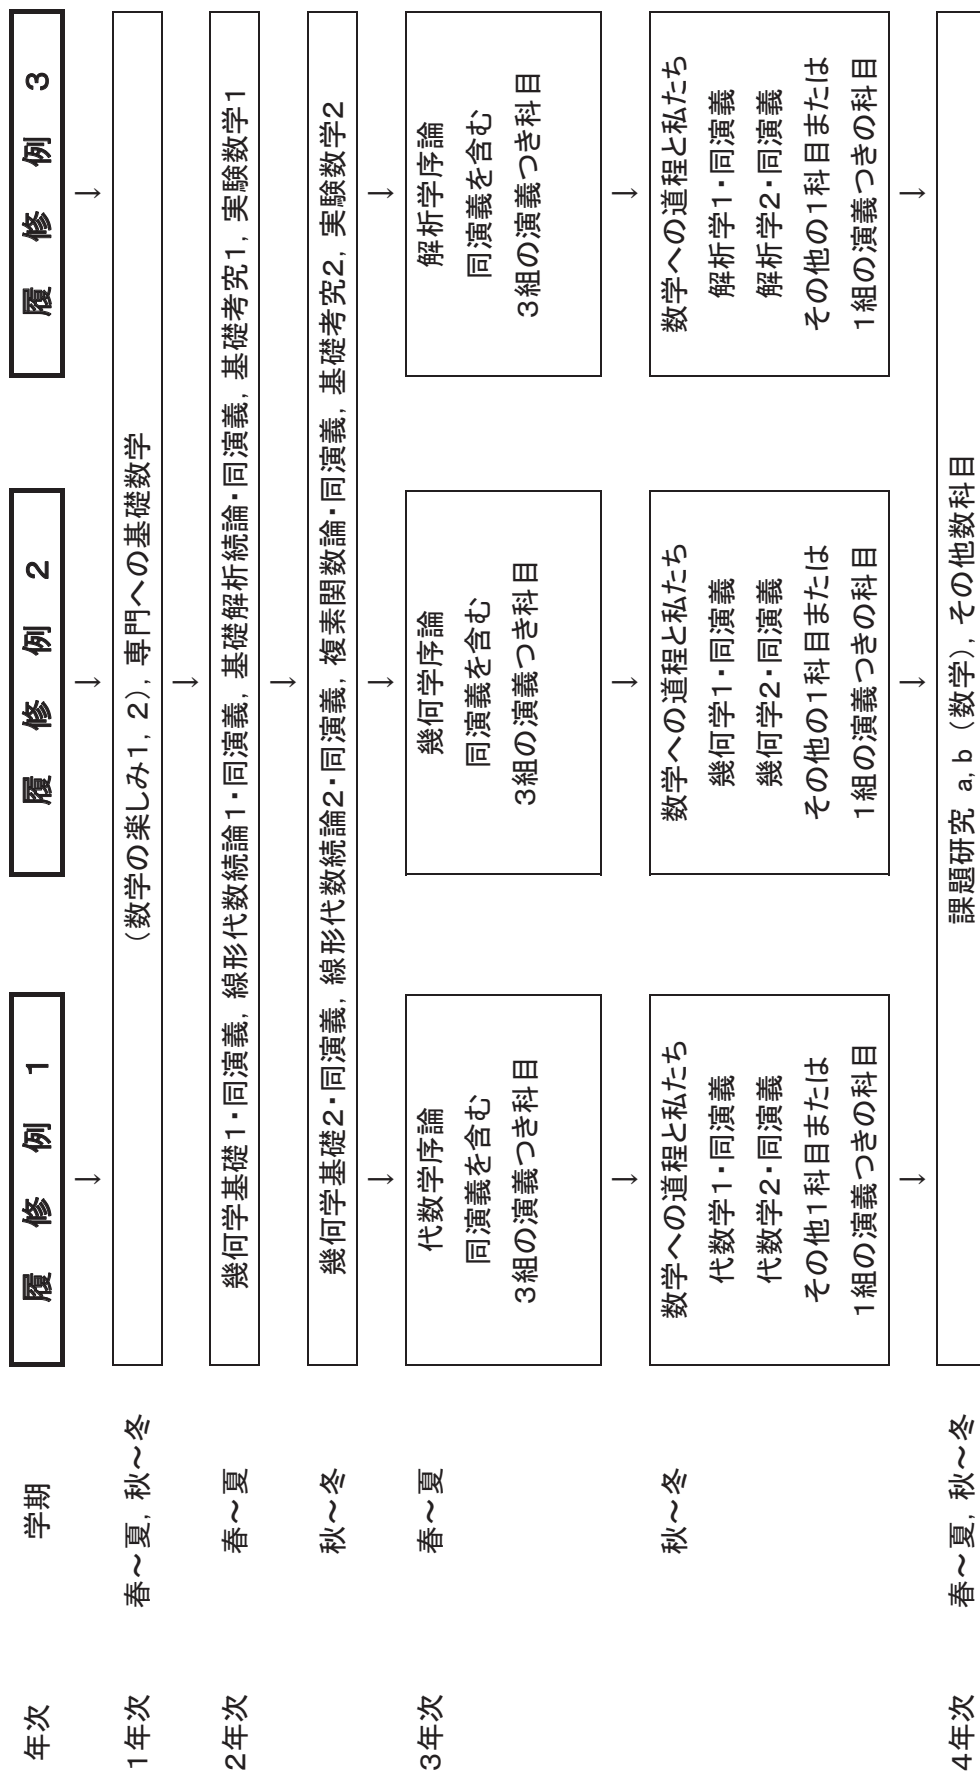 年次 学期 履 修 例 1 履 修 例 2 履 修 例 3
↓ ↓ ↓
1年次 春～夏, 秋～冬 (数学の楽しみ1, 2), 専門への基礎数学
↓
2年次 春～夏 幾何学基礎1・同演義, 線形代数続論1・同演義, 基礎解析続論・同演義, 基礎考究1, 実験数学1
↓
秋～冬 幾何学基礎2・同演義, 線形代数続論2・同演義, 複素関数論・同演義, 基礎考究2, 実験数学2
↓ ↓ ↓
3年次 春～夏
代数学序論
同演義を含む
3組の演義つき科目
幾何学序論
同演義を含む
3組の演義つき科目
解析学序論
同演義を含む
3組の演義つき科目
↓ ↓ ↓
秋～冬
数学への道程と私たち
代数学1・同演義
代数学2・同演義
その他1科目または
1組の演義つきの科目
数学への道程と私たち
幾何学1・同演義
幾何学2・同演義
その他の1科目または
1組の演義つきの科目
数学への道程と私たち
解析学1・同演義
解析学2・同演義
その他の1科目または
1組の演義つきの科目
↓ ↓ ↓
4年次 春～夏, 秋～冬 課題研究 a, b (数学), その他数科目